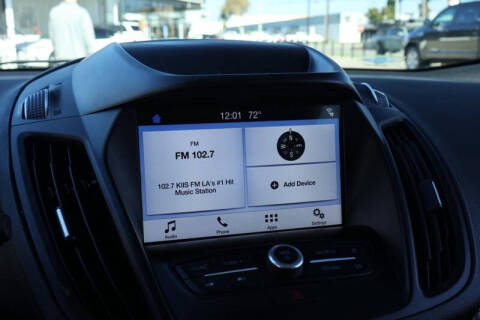 12:01 72°
FM
FM 102.7
102.7 KIIS FM LA's #1 Hit
Music Station
Add Device
Audio
Phone
Apps
Settings